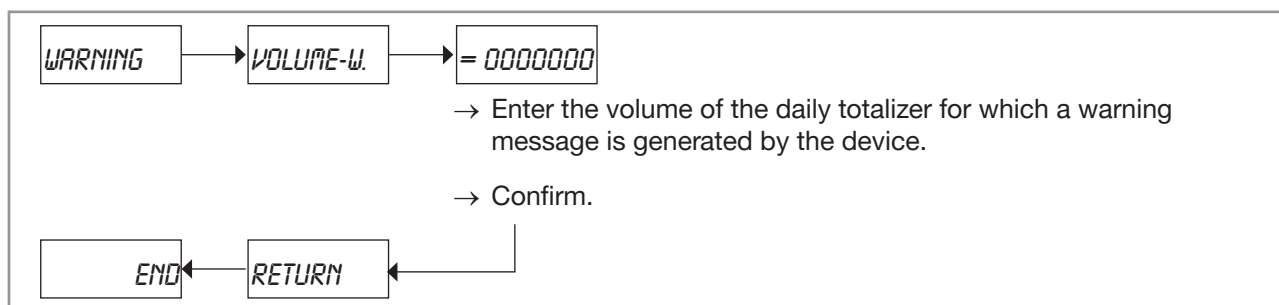 WARNING VOLUME-W. = 0000000
→ Enter the volume of the daily totalizer for which a warning
message is generated by the device.
→ Confirm.
END RETURN